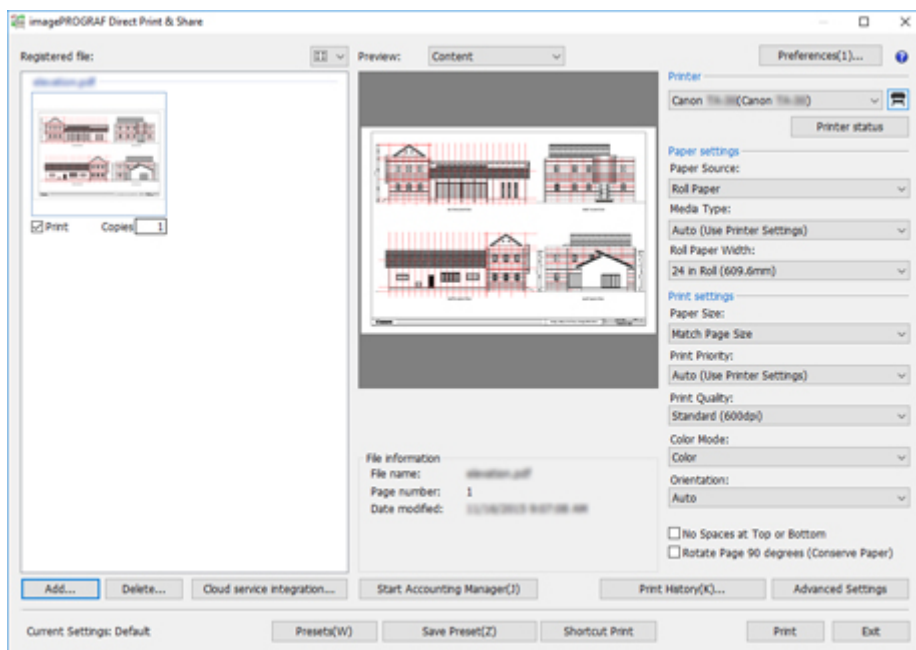 imagePROGRAF Direct Print & Share
Registered file:
Preview: Content
Preferences(1)...
Printer
Canon (Canon )
Printer status
Print Copies 1
Paper settings
Paper Source:
Roll Paper
Media Type:
Auto (Use Printer Settings)
Roll Paper Width:
24 in Roll (609.6mm)
Print settings
Paper Size:
Match Page Size
Print Priority:
Auto (Use Printer Settings)
Print Quality:
Standard (600dpi)
Color Mode:
Color
Orientation:
Auto
No Spaces at Top or Bottom
Rotate Page 90 degrees (Conserve Paper)
File information
File name:
Page number: 1
Date modified:
Add... Delete... Cloud service integration... Start Accounting Manager(J) Print History(K)... Advanced Settings
Current Settings: Default Presets(W) Save Preset(Z) Shortcut Print Print Exit